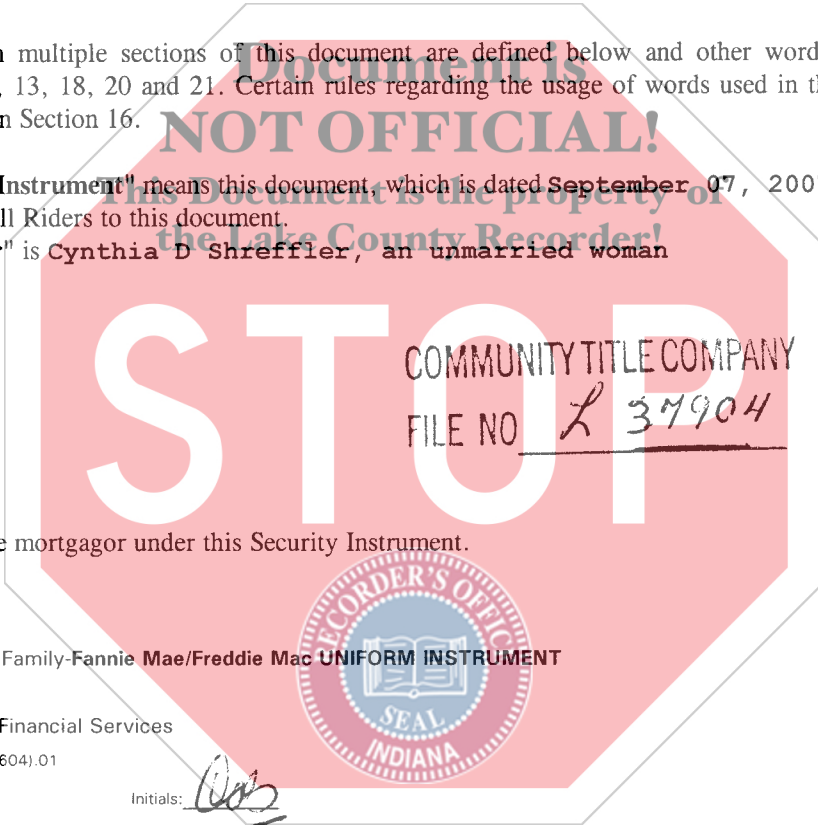 multiple sections of this document are defined below and other word
, 13, 18, 20 and 21. Certain rules regarding the usage of words used in t
n Section 16.
Document is
NOT OFFICIAL!
This Document is the property of
the Lake County Recorder!
Instrument" means this document, which is dated September 07, 200
ll Riders to this document.
" is Cynthia D Shreffler, an unmarried woman
STOP
COMMUNITY TITLE COMPANY
FILE NO L 37904
e mortgagor under this Security Instrument.
RECORDER'S OFFICE
SEAL
INDIANA
Family-Fannie Mae/Freddie Mac UNIFORM INSTRUMENT
Financial Services
604).01
Initials: